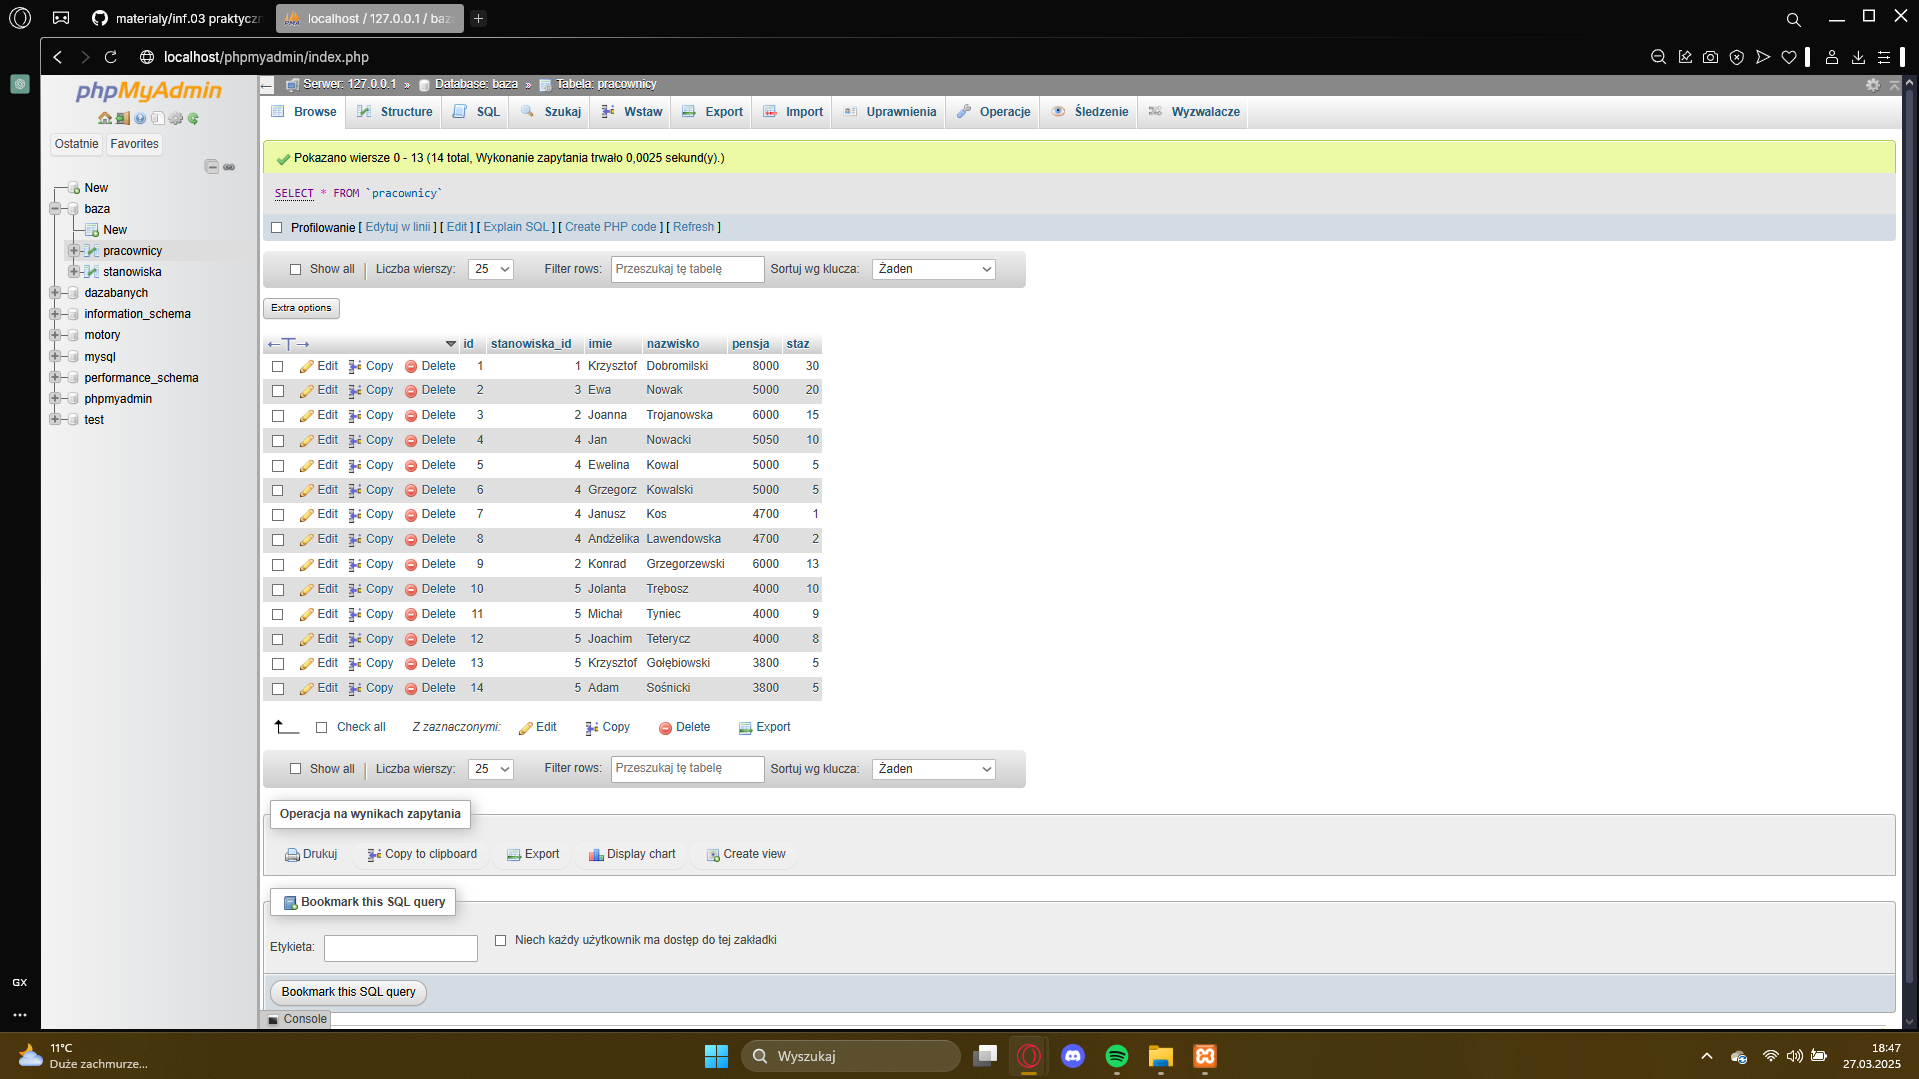 materialy/inf.03 praktyczn
localhost / 127.0.0.1 / baz
localhost/phpmyadmin/index.php
phpMyAdmin
Ostatnie Favorites
New
baza
New
pracownicy
stanowiska
dazabanych
information_schema
motory
mysql
performance_schema
phpmyadmin
test
Serwer: 127.0.0.1 » Database: baza » Tabela: pracownicy
Browse Structure SQL Szukaj Wstaw Export Import Uprawnienia Operacje Śledzenie Wyzwalacze
Pokazano wiersze 0 - 13 (14 total, Wykonanie zapytania trwało 0,0025 sekund(y).)
SELECT * FROM `pracownicy`
Profilowanie [ Edytuj w linii ] [ Edit ] [ Explain SQL ] [ Create PHP code ] [ Refresh ]
Show all | Liczba wierszy: 25 Filter rows: Przeszukaj tę tabelę Sortuj wg klucza: Żaden
Extra options
←T→ id stanowiska_id imie nazwisko pensja staz
Edit Copy Delete 1 1 Krzysztof Dobromilski 8000 30
Edit Copy Delete 2 3 Ewa Nowak 5000 20
Edit Copy Delete 3 2 Joanna Trojanowska 6000 15
Edit Copy Delete 4 4 Jan Nowacki 5050 10
Edit Copy Delete 5 4 Ewelina Kowal 5000 5
Edit Copy Delete 6 4 Grzegorz Kowalski 5000 5
Edit Copy Delete 7 4 Janusz Kos 4700 1
Edit Copy Delete 8 4 Andżelika Lawendowska 4700 2
Edit Copy Delete 9 2 Konrad Grzegorzewski 6000 13
Edit Copy Delete 10 5 Jolanta Trębosz 4000 10
Edit Copy Delete 11 5 Michał Tyniec 4000 9
Edit Copy Delete 12 5 Joachim Teterycz 4000 8
Edit Copy Delete 13 5 Krzysztof Gołębiowski 3800 5
Edit Copy Delete 14 5 Adam Sośnicki 3800 5
Check all Z zaznaczonymi: Edit Copy Delete Export
Show all | Liczba wierszy: 25 Filter rows: Przeszukaj tę tabelę Sortuj wg klucza: Żaden
Operacja na wynikach zapytania
Drukuj Copy to clipboard Export Display chart Create view
Bookmark this SQL query
Etykieta: Niech każdy użytkownik ma dostęp do tej zakładki
Bookmark this SQL query
Console
GX
11°C
Duże zachmurze...
Wyszukaj
18:47
27.03.2025